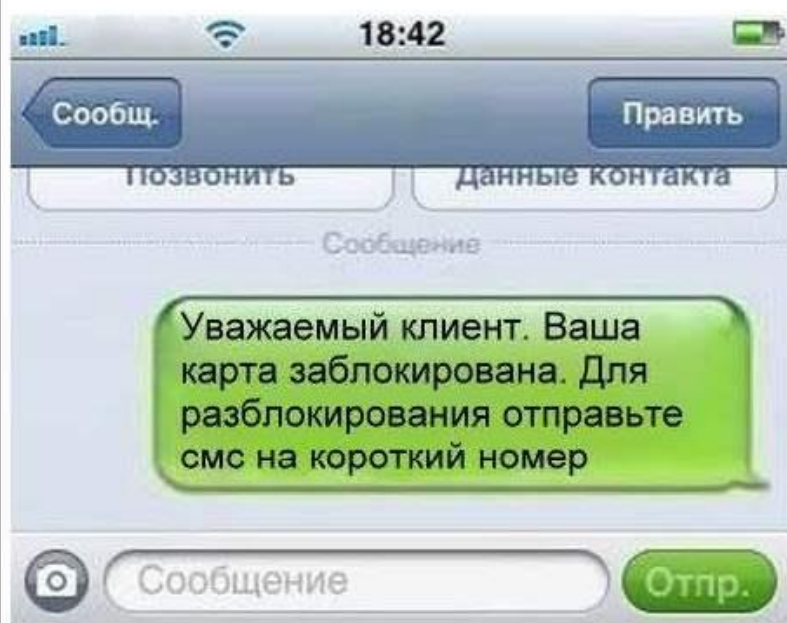 18:42
Сообщ.
Править
Позвонить
Данные контакта
Сообщение
Уважаемый клиент. Ваша
карта заблокирована. Для
разблокирования отправьте
смс на короткий номер
Сообщение
Отпр.